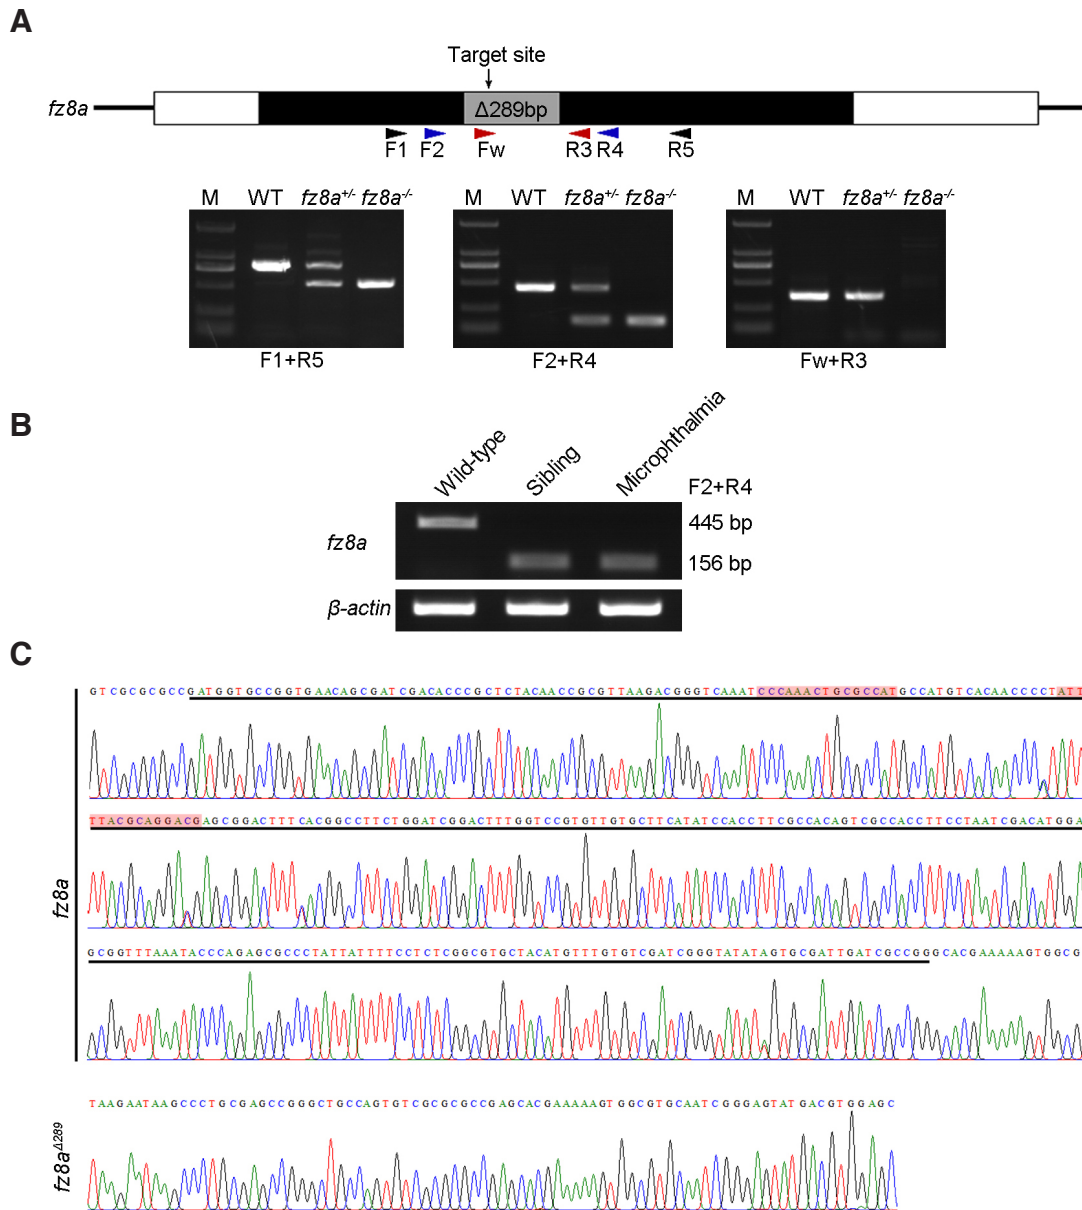 A
Target site
fz8a
Δ289bp
F1 F2 Fw R3 R4 R5
M WT fz8a+/- fz8a-/-
M WT fz8a+/- fz8a-/-
M WT fz8a+/- fz8a-/-
F1+R5
F2+R4
Fw+R3
B
Wild-type
Sibling
Microphthalmia
F2+R4
fz8a
445 bp
156 bp
β-actin
C
GTCGCGCGCCGATGGTGCCGGTGAACAGCGATCGACACCCGCTCTACAACCGCGTTAAGACGGGTCAAATCCCAAACTGCGCCATGCCATGTCACAACCCCTATT
TTACGCAGGACGAGCGGACTTTCACGGCCTTCTGGATCGGACTTTGGTCCGTGTTGTGCTTCATATCCACCTTCGCCACAGTCGCCACCTTCCTAATCGACATGGA
GCGGTTTAAATACCCAGAGCGCCCTATTATTTTCCTCTCGGCGTGCTACATGTTTGTGTCGATCGGGTATATAGTGCGATTGATCGCCGGGCACGAAAAAGTGGCG
fz8a
TAAGAATAAGCCCTGCGAGCCGGGCTGCCAGTGTCGCGCGCCGAGCACGAAAAAGTGGCGTGCAATCGGGAGTATGACGTGGAGC
fz8aΔ289